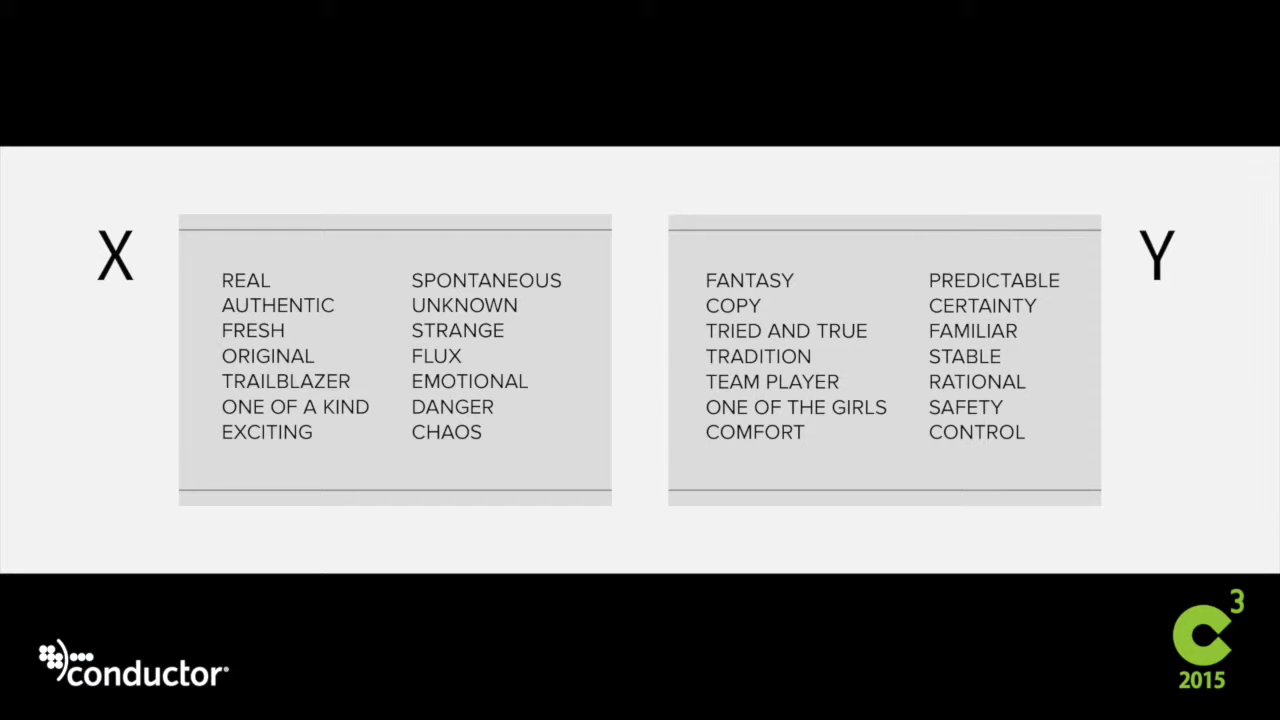 X
REAL
AUTHENTIC
FRESH
ORIGINAL
TRAILBLAZER
ONE OF A KIND
EXCITING
SPONTANEOUS
UNKNOWN
STRANGE
FLUX
EMOTIONAL
DANGER
CHAOS
FANTASY
COPY
TRIED AND TRUE
TRADITION
TEAM PLAYER
ONE OF THE GIRLS
COMFORT
PREDICTABLE
CERTAINTY
FAMILIAR
STABLE
RATIONAL
SAFETY
CONTROL
Y
conductor®
C3
2015